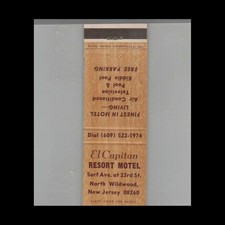 FINEST IN MOTEL
LIVING—
Air Conditioned
Television
Pool &
Kiddie Pool
FREE PARKING
Dial (609) 522-1974
El Capitan
RESORT MOTEL
Surf Ave. at 23rd St.
North Wildwood,
New Jersey 08260